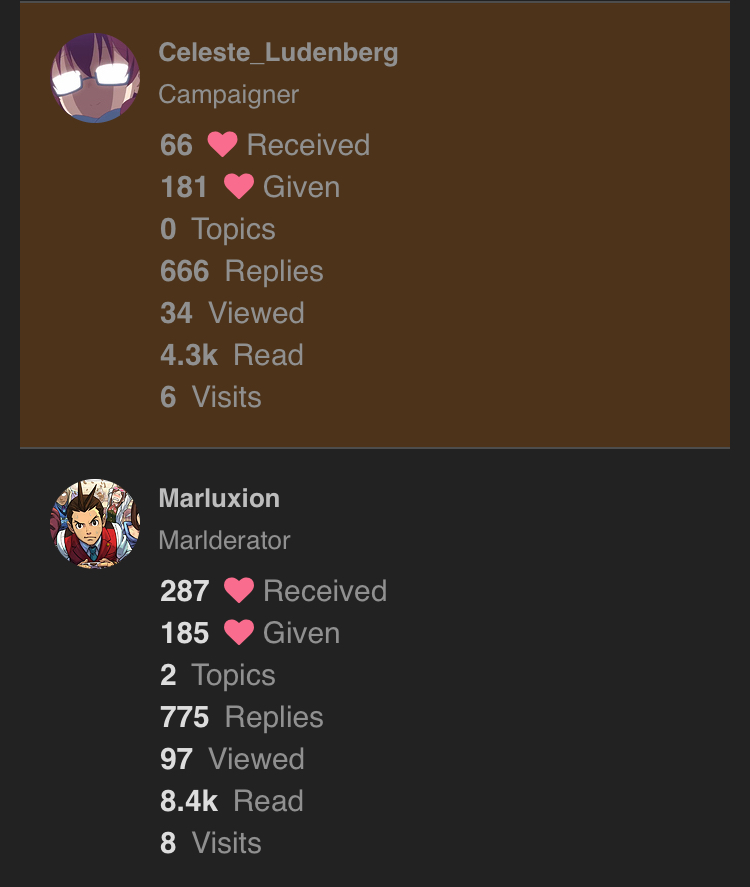 Celeste_Ludenberg
Campaigner
66 ♥ Received
181 ♥ Given
0 Topics
666 Replies
34 Viewed
4.3k Read
6 Visits
Marluxion
Marlderator
287 ♥ Received
185 ♥ Given
2 Topics
775 Replies
97 Viewed
8.4k Read
8 Visits